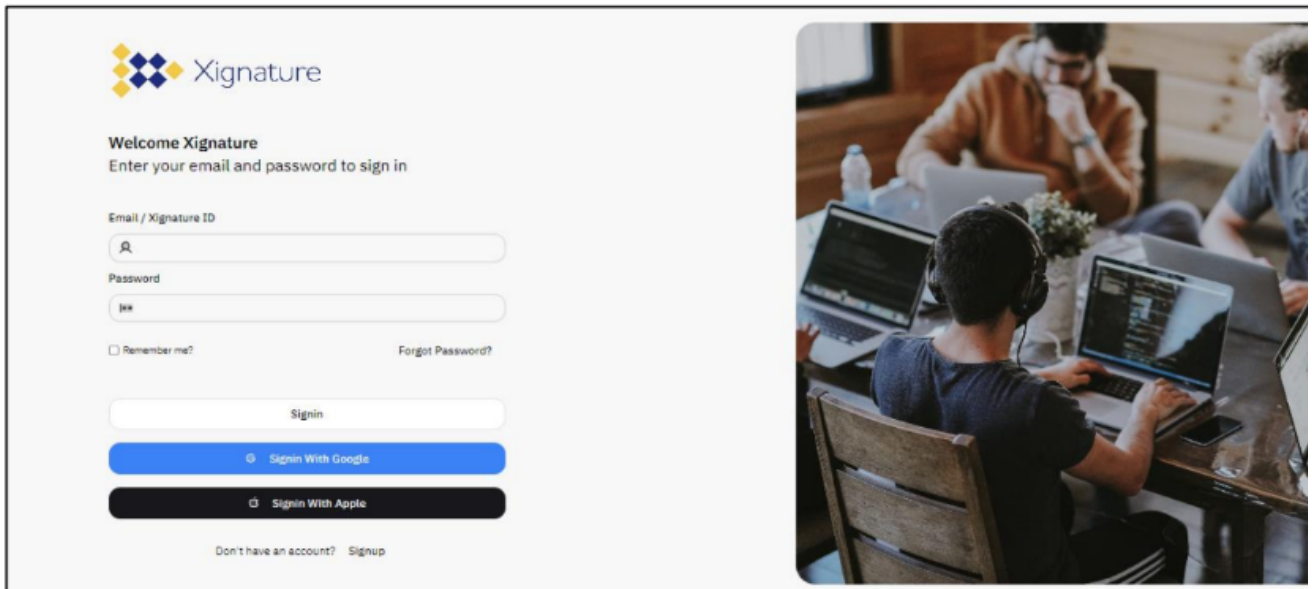 Xignature
Welcome Xignature
Enter your email and password to sign in
Email / Xignature ID
Password
Remember me?
Forgot Password?
Signin
Signin With Google
Signin With Apple
Don't have an account? Signup